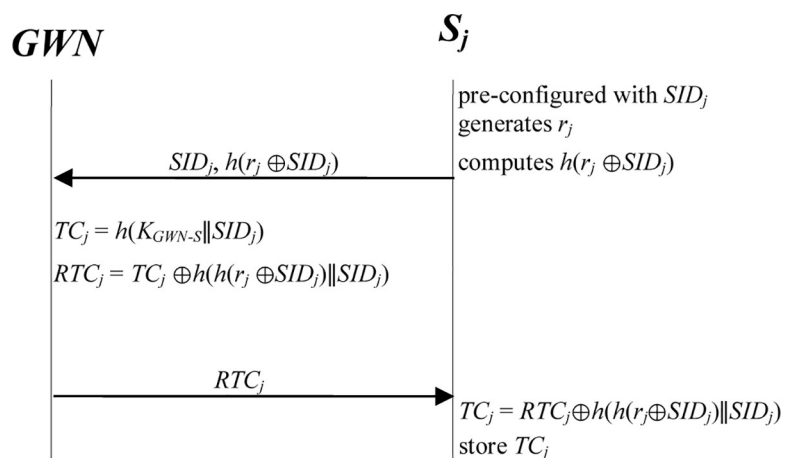 GWN
S_j
pre-configured with SID_j
generates r_j
SID_j, h(r_j ⊕SID_j)
computes h(r_j ⊕SID_j)
TC_j = h(K_GWN-S‖SID_j)
RTC_j = TC_j ⊕h(h(r_j ⊕SID_j)‖SID_j)
RTC_j
TC_j = RTC_j⊕h(h(r_j⊕SID_j)‖SID_j)
store TC_j